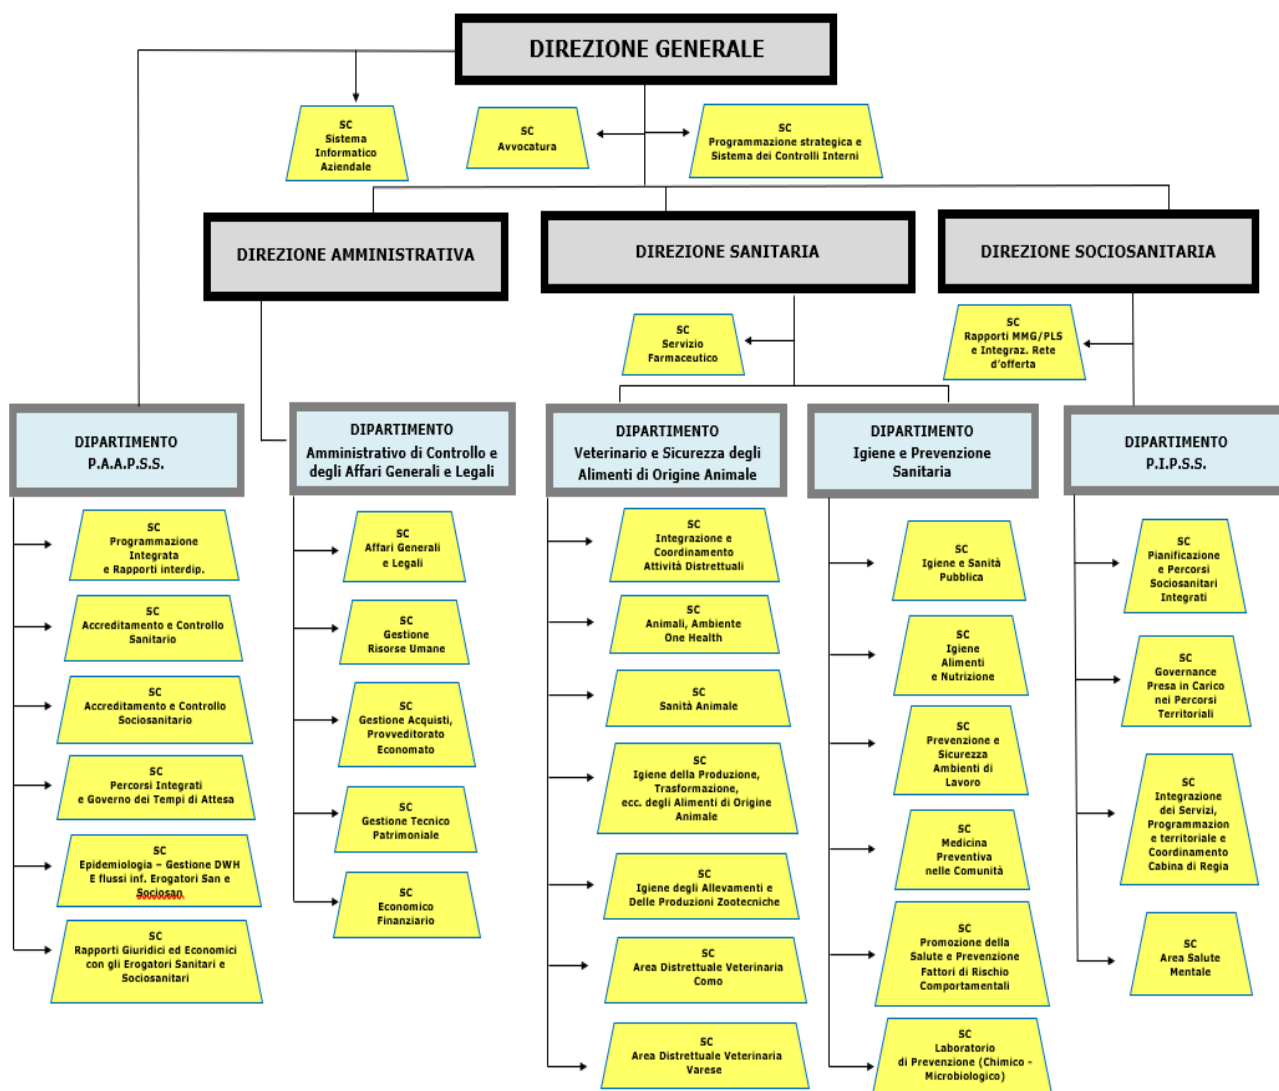 DIREZIONE GENERALE
SC
Sistema
Informatico
Aziendale
SC
Avvocatura
SC
Programmazione strategica e
Sistema dei Controlli Interni
DIREZIONE AMMINISTRATIVA
DIREZIONE SANITARIA
DIREZIONE SOCIOSANITARIA
SC
Servizio
Farmaceutico
SC
Rapporti MMG/PLS
e Integraz. Rete
d'offerta
DIPARTIMENTO
P.A.A.P.S.S.
DIPARTIMENTO
Amministrativo di Controllo e
degli Affari Generali e Legali
DIPARTIMENTO
Veterinario e Sicurezza degli
Alimenti di Origine Animale
DIPARTIMENTO
Igiene e Prevenzione
Sanitaria
DIPARTIMENTO
P.I.P.S.S.
SC
Programmazione
Integrata
e Rapporti interdip.
SC
Accreditamento e Controllo
Sanitario
SC
Accreditamento e Controllo
Sociosanitario
SC
Percorsi Integrati
e Governo dei Tempi di Attesa
SC
Epidemiologia – Gestione DWH
E flussi inf. Erogatori San e
Sociosan
SC
Rapporti Giuridici ed Economici
con gli Erogatori Sanitari e
Sociosanitari
SC
Affari Generali
e Legali
SC
Gestione
Risorse Umane
SC
Gestione Acquisti,
Provveditorato
Economato
SC
Gestione Tecnico
Patrimoniale
SC
Economico
Finanziario
SC
Integrazione e
Coordinamento
Attività Distrettuali
SC
Animali, Ambiente
One Health
SC
Sanità Animale
SC
Igiene della Produzione,
Trasformazione,
ecc. degli Alimenti di Origine
Animale
SC
Igiene degli Allevamenti e
Delle Produzioni Zootecniche
SC
Area Distrettuale Veterinaria
Como
SC
Area Distrettuale Veterinaria
Varese
SC
Igiene e Sanità
Pubblica
SC
Igiene
Alimenti
e Nutrizione
SC
Prevenzione e
Sicurezza
Ambienti di
Lavoro
SC
Medicina
Preventiva
nelle Comunità
SC
Promozione della
Salute e Prevenzione
Fattori di Rischio
Comportamentali
SC
Laboratorio
di Prevenzione (Chimico -
Microbiologico)
SC
Pianificazione
e Percorsi
Sociosanitari
Integrati
SC
Governance
Presa in Carico
nei Percorsi
Territoriali
SC
Integrazione
dei Servizi,
Programmazion
e territoriale e
Coordinamento
Cabina di Regia
SC
Area Salute
Mentale